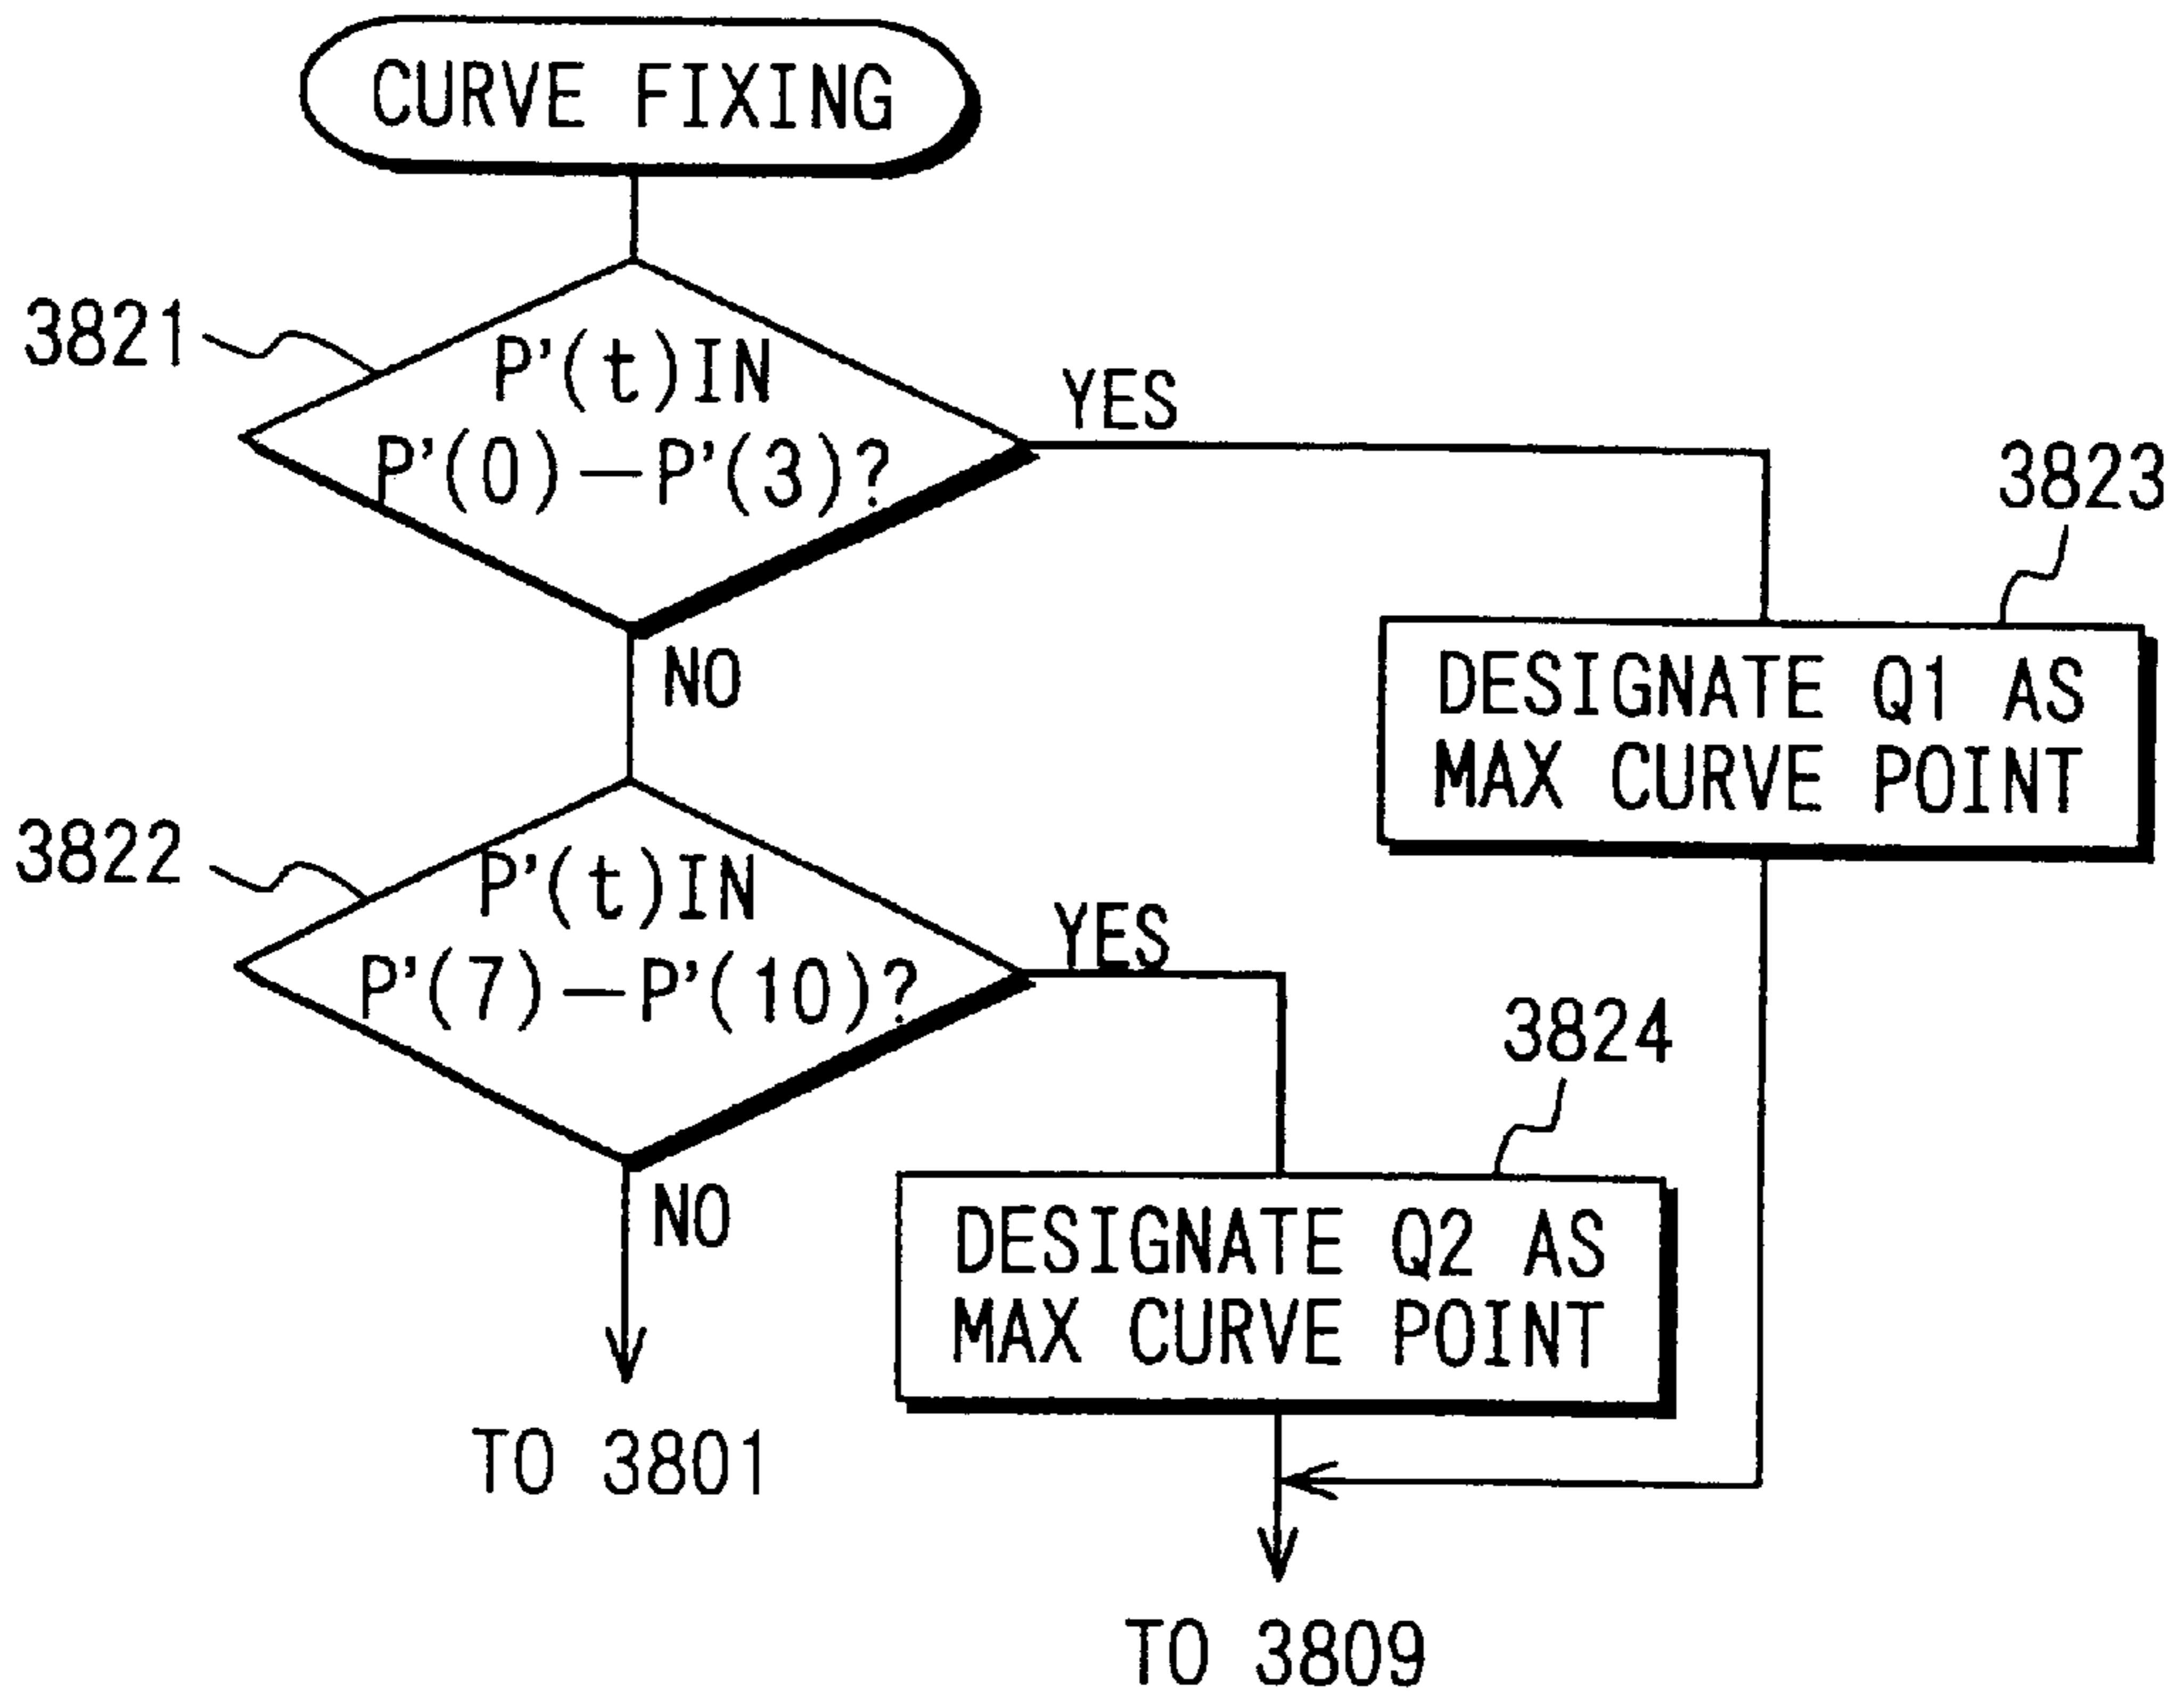 CURVE FIXING
3821
P'(t)IN
P'(0)—P'(3)?
YES
3823
NO
DESIGNATE Q1 AS
MAX CURVE POINT
3822
P'(t)IN
P'(7)—P'(10)?
YES
3824
NO
DESIGNATE Q2 AS
MAX CURVE POINT
TO 3801
TO 3809